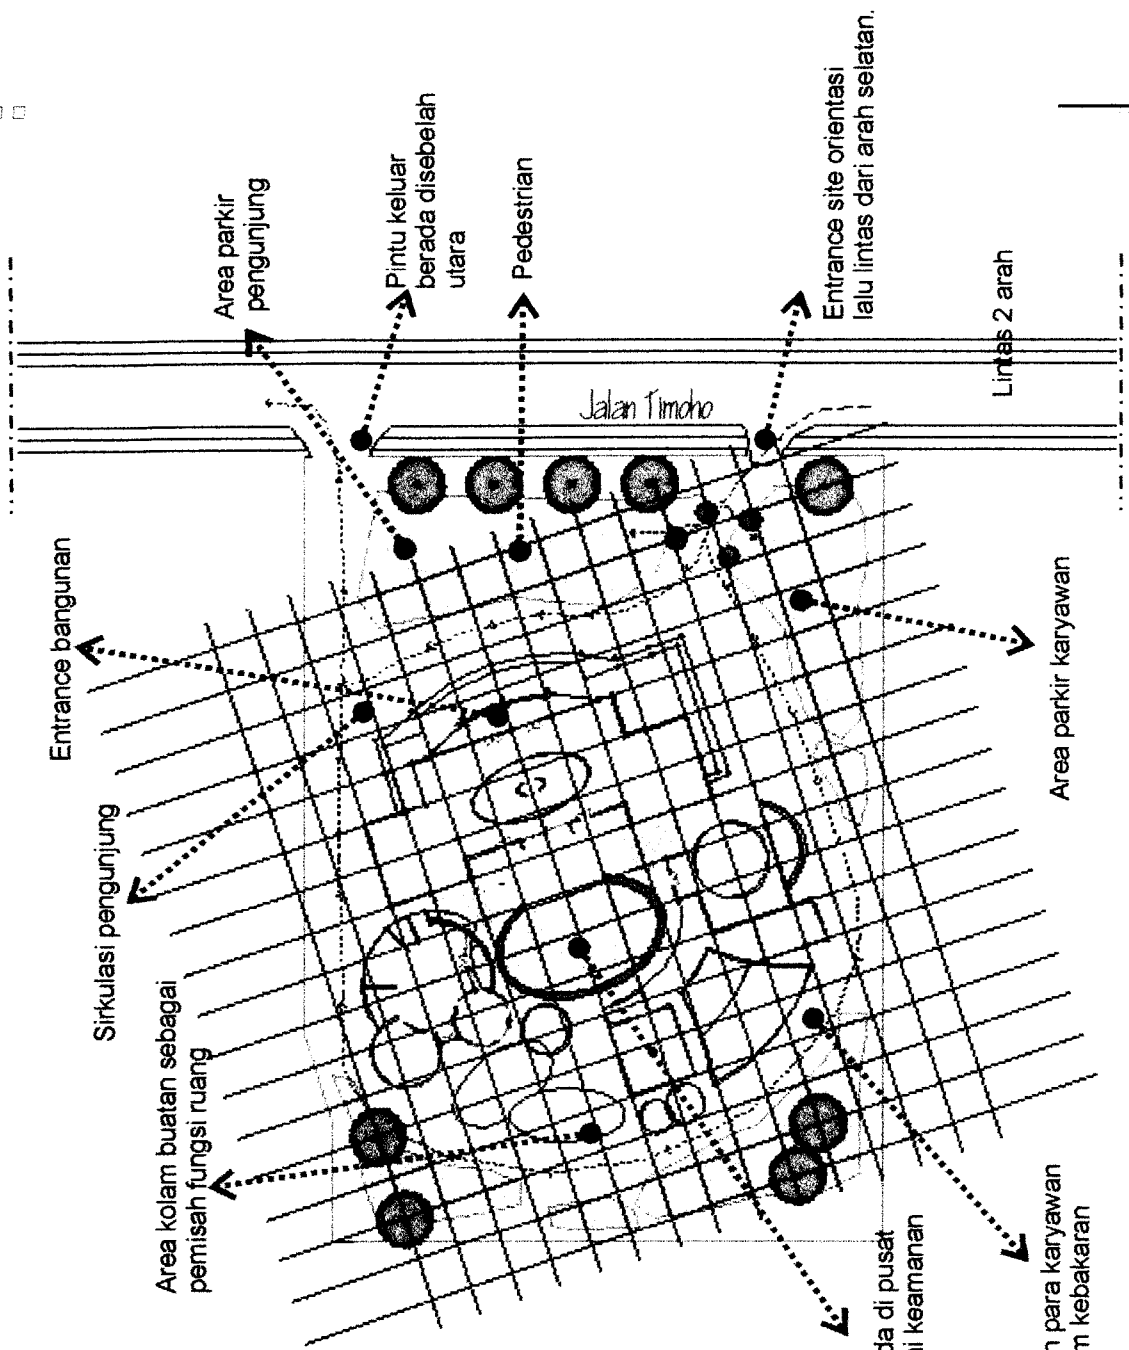 Area parkir
pengunjung
Pintu keluar
berada disebelah
utara
Pedestrian
Entrance site orientasi
lalu lintas dari arah selatan.
Lintas 2 arah
Jalan Timoho
Entrance bangunan
Sirkulasi pengunjung
Area kolam buatan sebagai
pemisah fungsi ruang
Area parkir karyawan
di pusat
keamanan
para karyawan
kebakaran